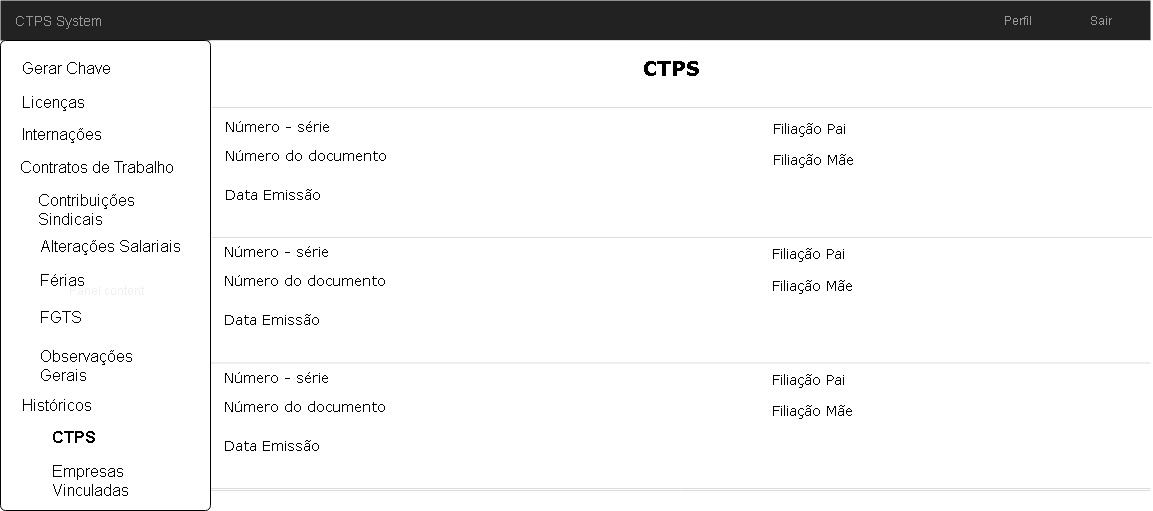 CTPS System
Perfil
Sair
Gerar Chave
Licenças
Internações
Contratos de Trabalho
Contribuições
Sindicais
Alterações Salariais
Férias
Panel content
FGTS
Observações
Gerais
Históricos
CTPS
Empresas
Vinculadas
CTPS
Número - série
Filiação Pai
Número do documento
Filiação Mãe
Data Emissão
Número - série
Filiação Pai
Número do documento
Filiação Mãe
Data Emissão
Número - série
Filiação Pai
Número do documento
Filiação Mãe
Data Emissão